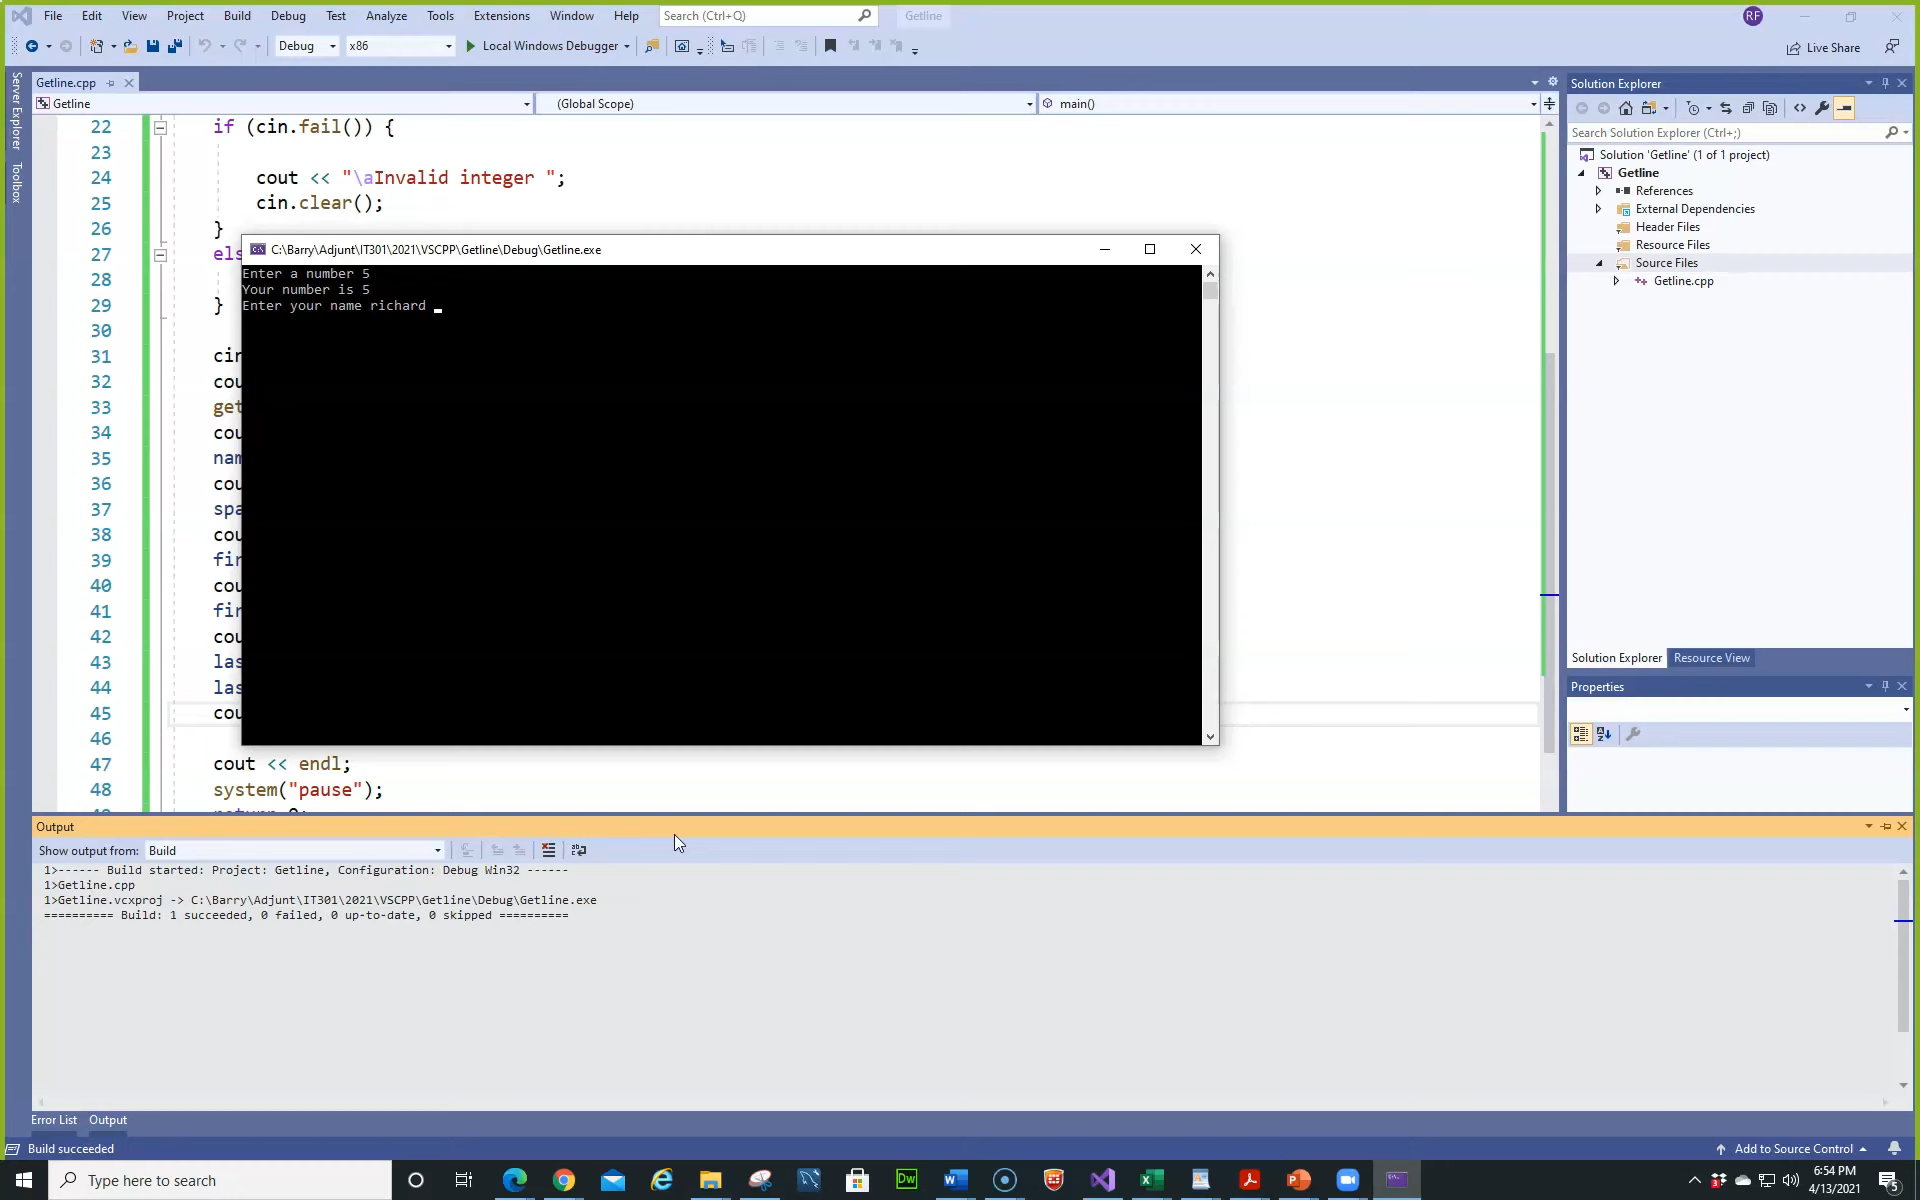 File Edit View Project Build Debug Test Analyze Tools Extensions Window Help Search (Ctrl+Q) Getline RF
Debug x86 Local Windows Debugger Live Share
Server Explorer
Toolbox
Getline.cpp
Getline (Global Scope) main()
22 if (cin.fail()) {
23
24 cout << "\aInvalid integer ";
25 cin.clear();
26 }
27 els
28
29 }
30
31 cin
32 cou
33 get
34 cou
35 nam
36 cou
37 spa
38 cou
39 fir
40 cou
41 fir
42 cou
43 las
44 las
45 cou
46
47 cout << endl;
48 system("pause");
C:\Barry\Adjunt\IT301\2021\VSCPP\Getline\Debug\Getline.exe
Enter a number 5
Your number is 5
Enter your name richard
Solution Explorer
Search Solution Explorer (Ctrl+;)
Solution 'Getline' (1 of 1 project)
Getline
References
External Dependencies
Header Files
Resource Files
Source Files
Getline.cpp
Solution Explorer Resource View
Properties
Output
Show output from: Build
1>------ Build started: Project: Getline, Configuration: Debug Win32 ------
1>Getline.cpp
1>Getline.vcxproj -> C:\Barry\Adjunt\IT301\2021\VSCPP\Getline\Debug\Getline.exe
========== Build: 1 succeeded, 0 failed, 0 up-to-date, 0 skipped ==========
Error List Output
Build succeeded Add to Source Control
Type here to search
6:54 PM
4/13/2021